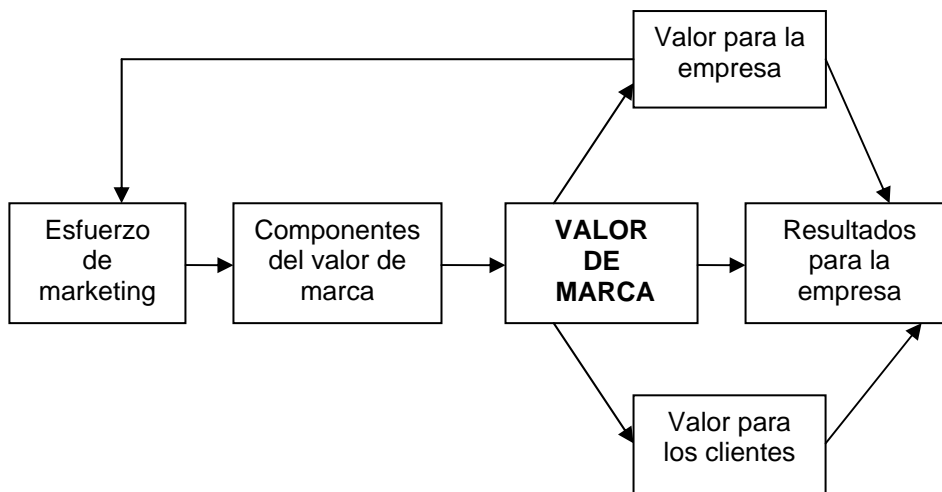 Valor para la
empresa
Esfuerzo
de
marketing
Componentes
del valor de
marca
VALOR
DE
MARCA
Resultados
para la
empresa
Valor para
los clientes